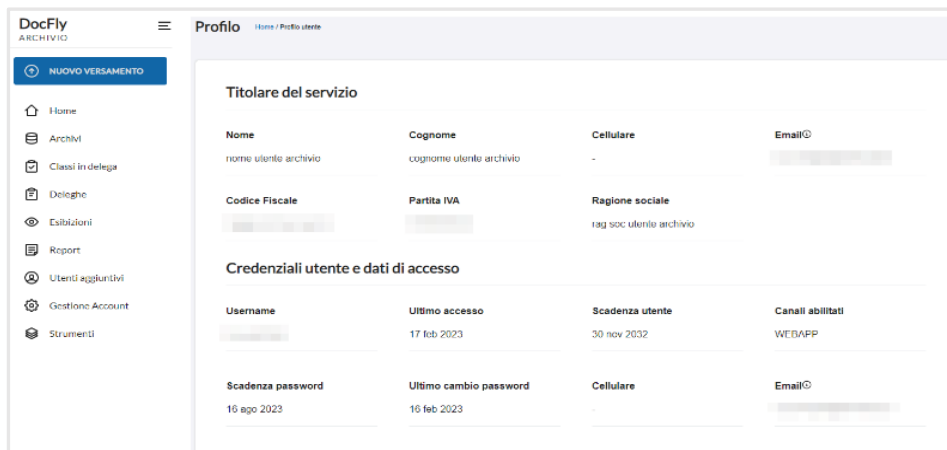 DocFly
ARCHIVIO
NUOVO VERSAMENTO
Home
Archivi
Classi in delega
Deleghe
Esibizioni
Report
Utenti aggiuntivi
Gestione Account
Strumenti
Profilo Home / Profilo utente
Titolare del servizio
Nome Cognome Cellulare Email
nome utente archivio cognome utente archivio -
Codice Fiscale Partita IVA Ragione sociale
rag soc utente archivio
Credenziali utente e dati di accesso
Username Ultimo accesso Scadenza utente Canali abilitati
17 feb 2023 30 nov 2032 WEBAPP
Scadenza password Ultimo cambio password Cellulare Email
16 ago 2023 16 feb 2023 -